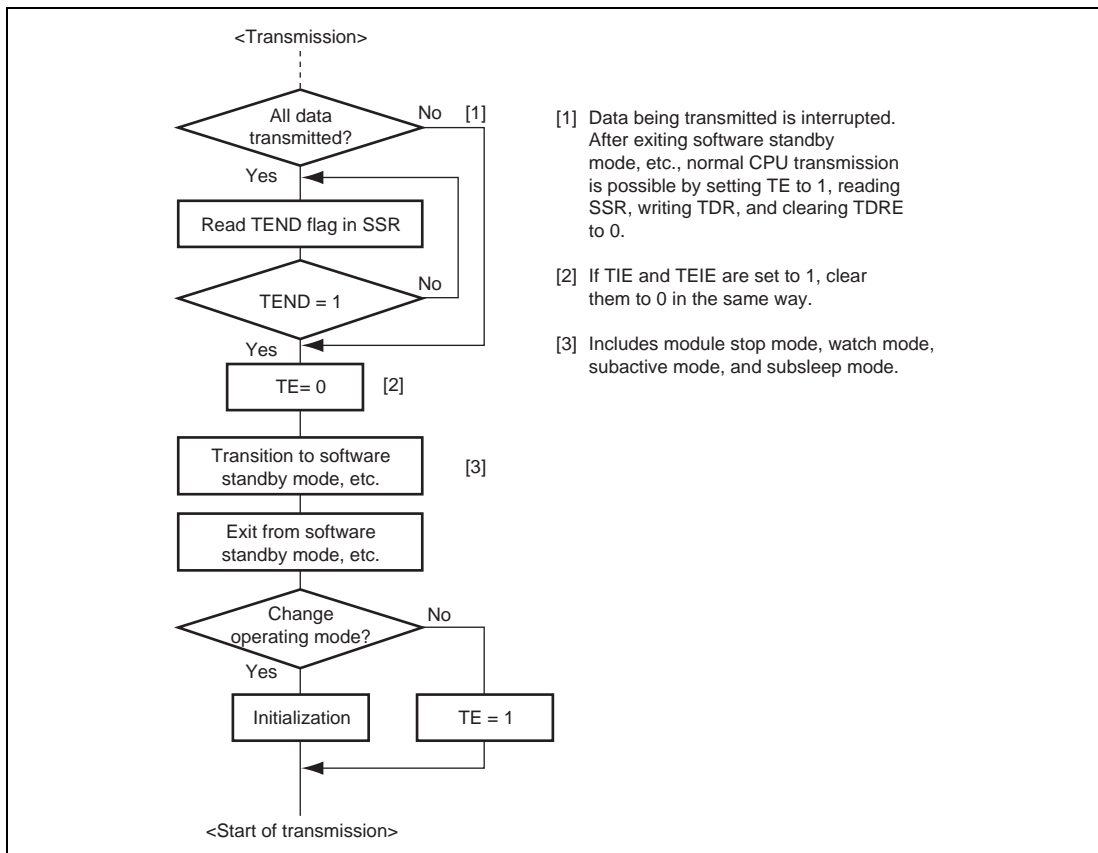 <Transmission>
All data
transmitted?
No
[1]
Yes
Read TEND flag in SSR
TEND = 1
No
Yes
TE= 0
[2]
Transition to software
standby mode, etc.
[3]
Exit from software
standby mode, etc.
Change
operating mode?
No
Yes
Initialization
TE = 1
<Start of transmission>
[1] Data being transmitted is interrupted.
After exiting software standby
mode, etc., normal CPU transmission
is possible by setting TE to 1, reading
SSR, writing TDR, and clearing TDRE
to 0.
[2] If TIE and TEIE are set to 1, clear
them to 0 in the same way.
[3] Includes module stop mode, watch mode,
subactive mode, and subsleep mode.